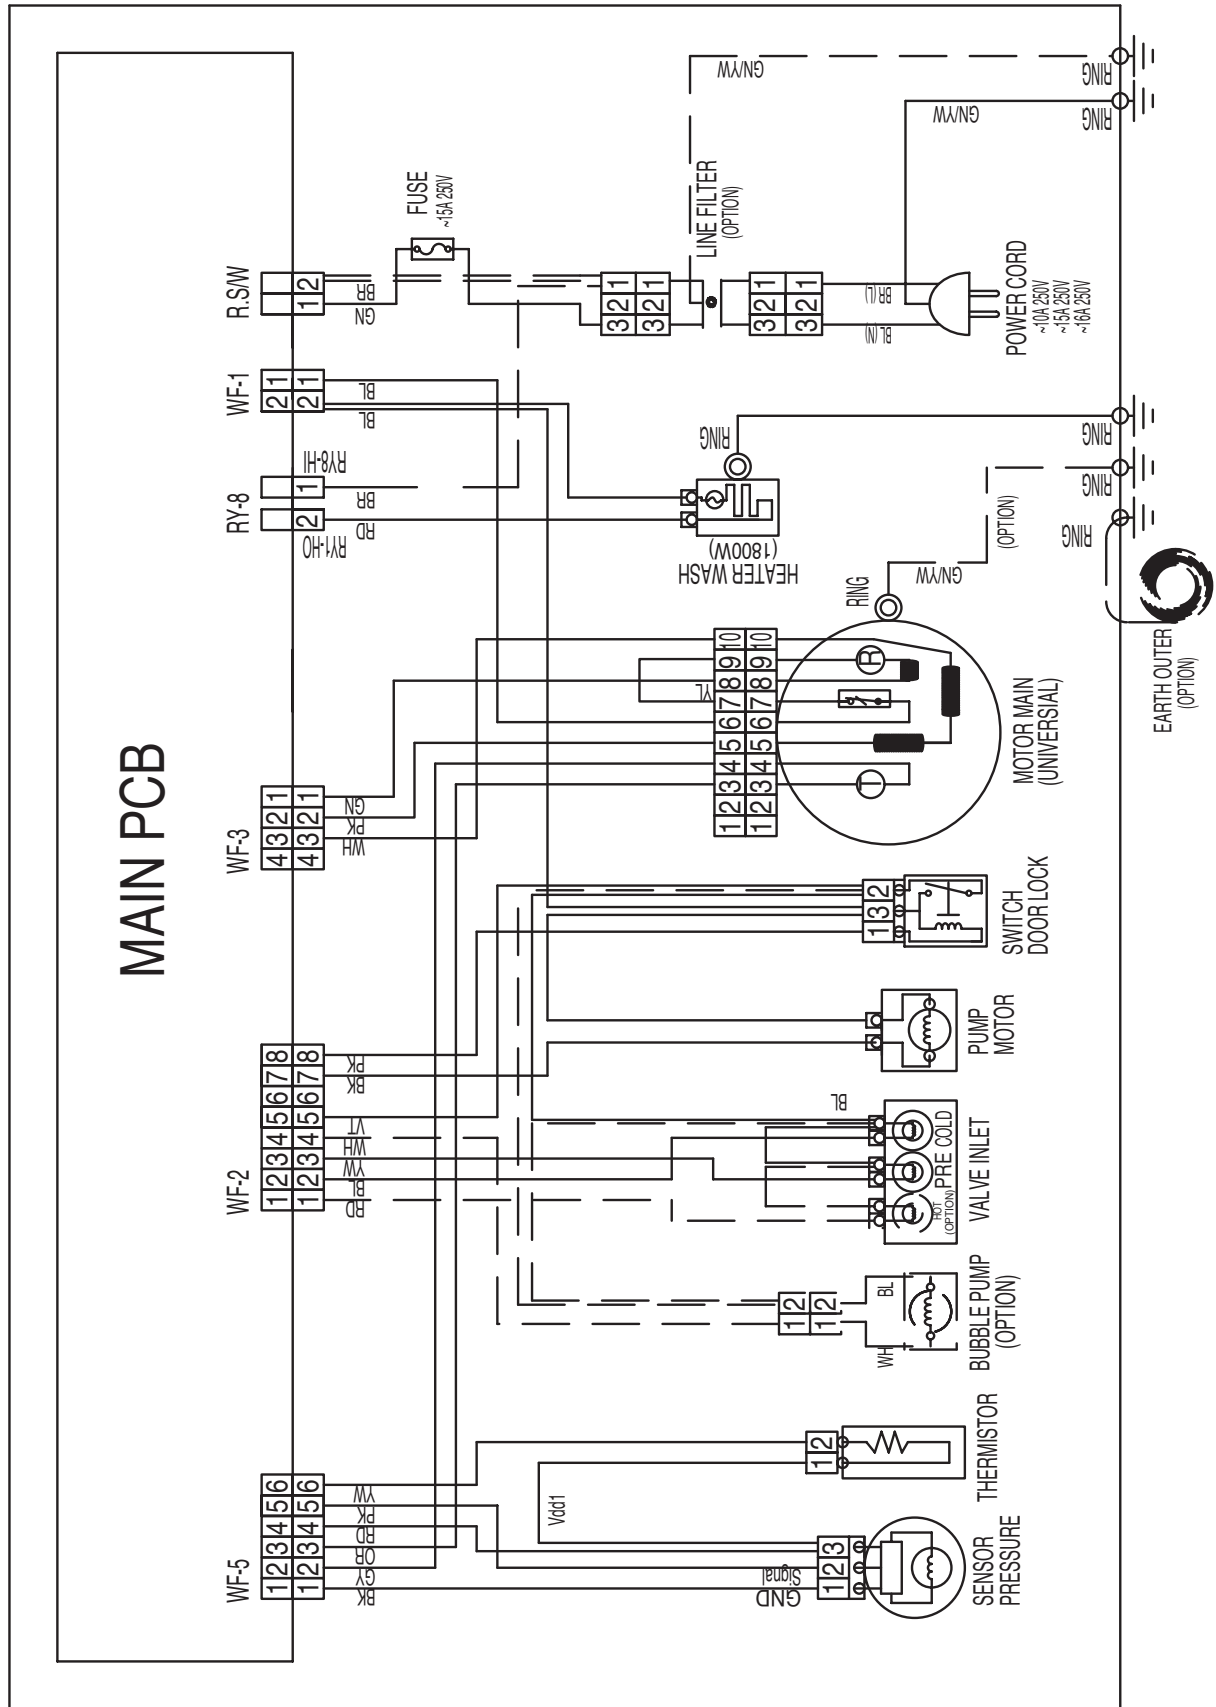 MAIN PCB
WF-5
1 2 3 4 5 6
1 2 3 4 5 6
BK
GY
OR
RD
PK
YW
WF-2
1 2 3 4 5 6 7 8
1 2 3 4 5 6 7 8
RD
BL
YW
WH
VT
BK
PK
WF-3
4 3 2 1
4 3 2 1
WH
PK
GN
RY-8
2 1
RY1-HO
RY8-HI
RD
BR
WF-1
2 1
2 1
BL
BL
R.S/W
1 2
GN
BR
FUSE
~15A 250V
LINE FILTER
(OPTION)
3 2 1
3 2 1
3 2 1
3 2 1
BL(N)
BR(L)
POWER CORD
~10A 250V
~15A 250V
~16A 250V
GN/YW
GN/YW
RING
RING
GND
Signal
Vdd1
1 2 3
SENSOR
PRESSURE
1 2
THERMISTOR
1 2
1 2
WH
BL
BUBBLE PUMP
(OPTION)
HOT
(OPTION)
PRE
COLD
BL
VALVE INLET
PUMP
MOTOR
1 3 2
SWITCH
DOOR LOCK
1 2 3 4 5 6 7 8 9 10
1 2 3 4 5 6 7 8 9 10
YL
T
R
MOTOR MAIN
(UNIVERSIAL)
RING
GN/YW
(OPTION)
HEATER WASH
(1800W)
RING
RING
RING
RING
EARTH OUTER
(OPTION)